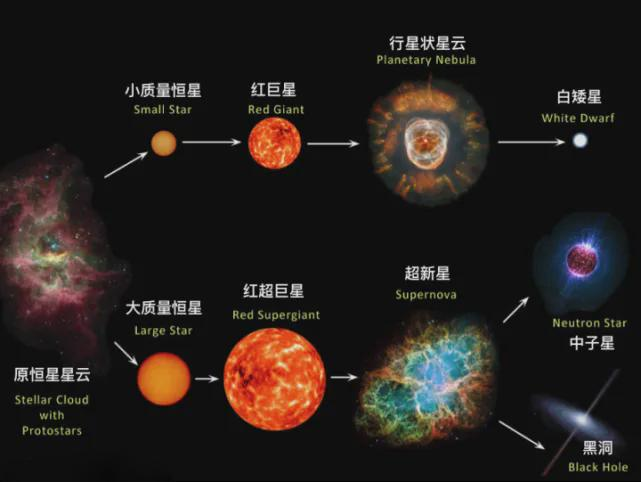 行星状星云
Planetary Nebula
小质量恒星
Small Star
红巨星
Red Giant
白矮星
White Dwarf
大质量恒星
Large Star
红超巨星
Red Supergiant
超新星
Supernova
Neutron Star
中子星
原恒星星云
Stellar Cloud
with
Protostars
黑洞
Black Hole